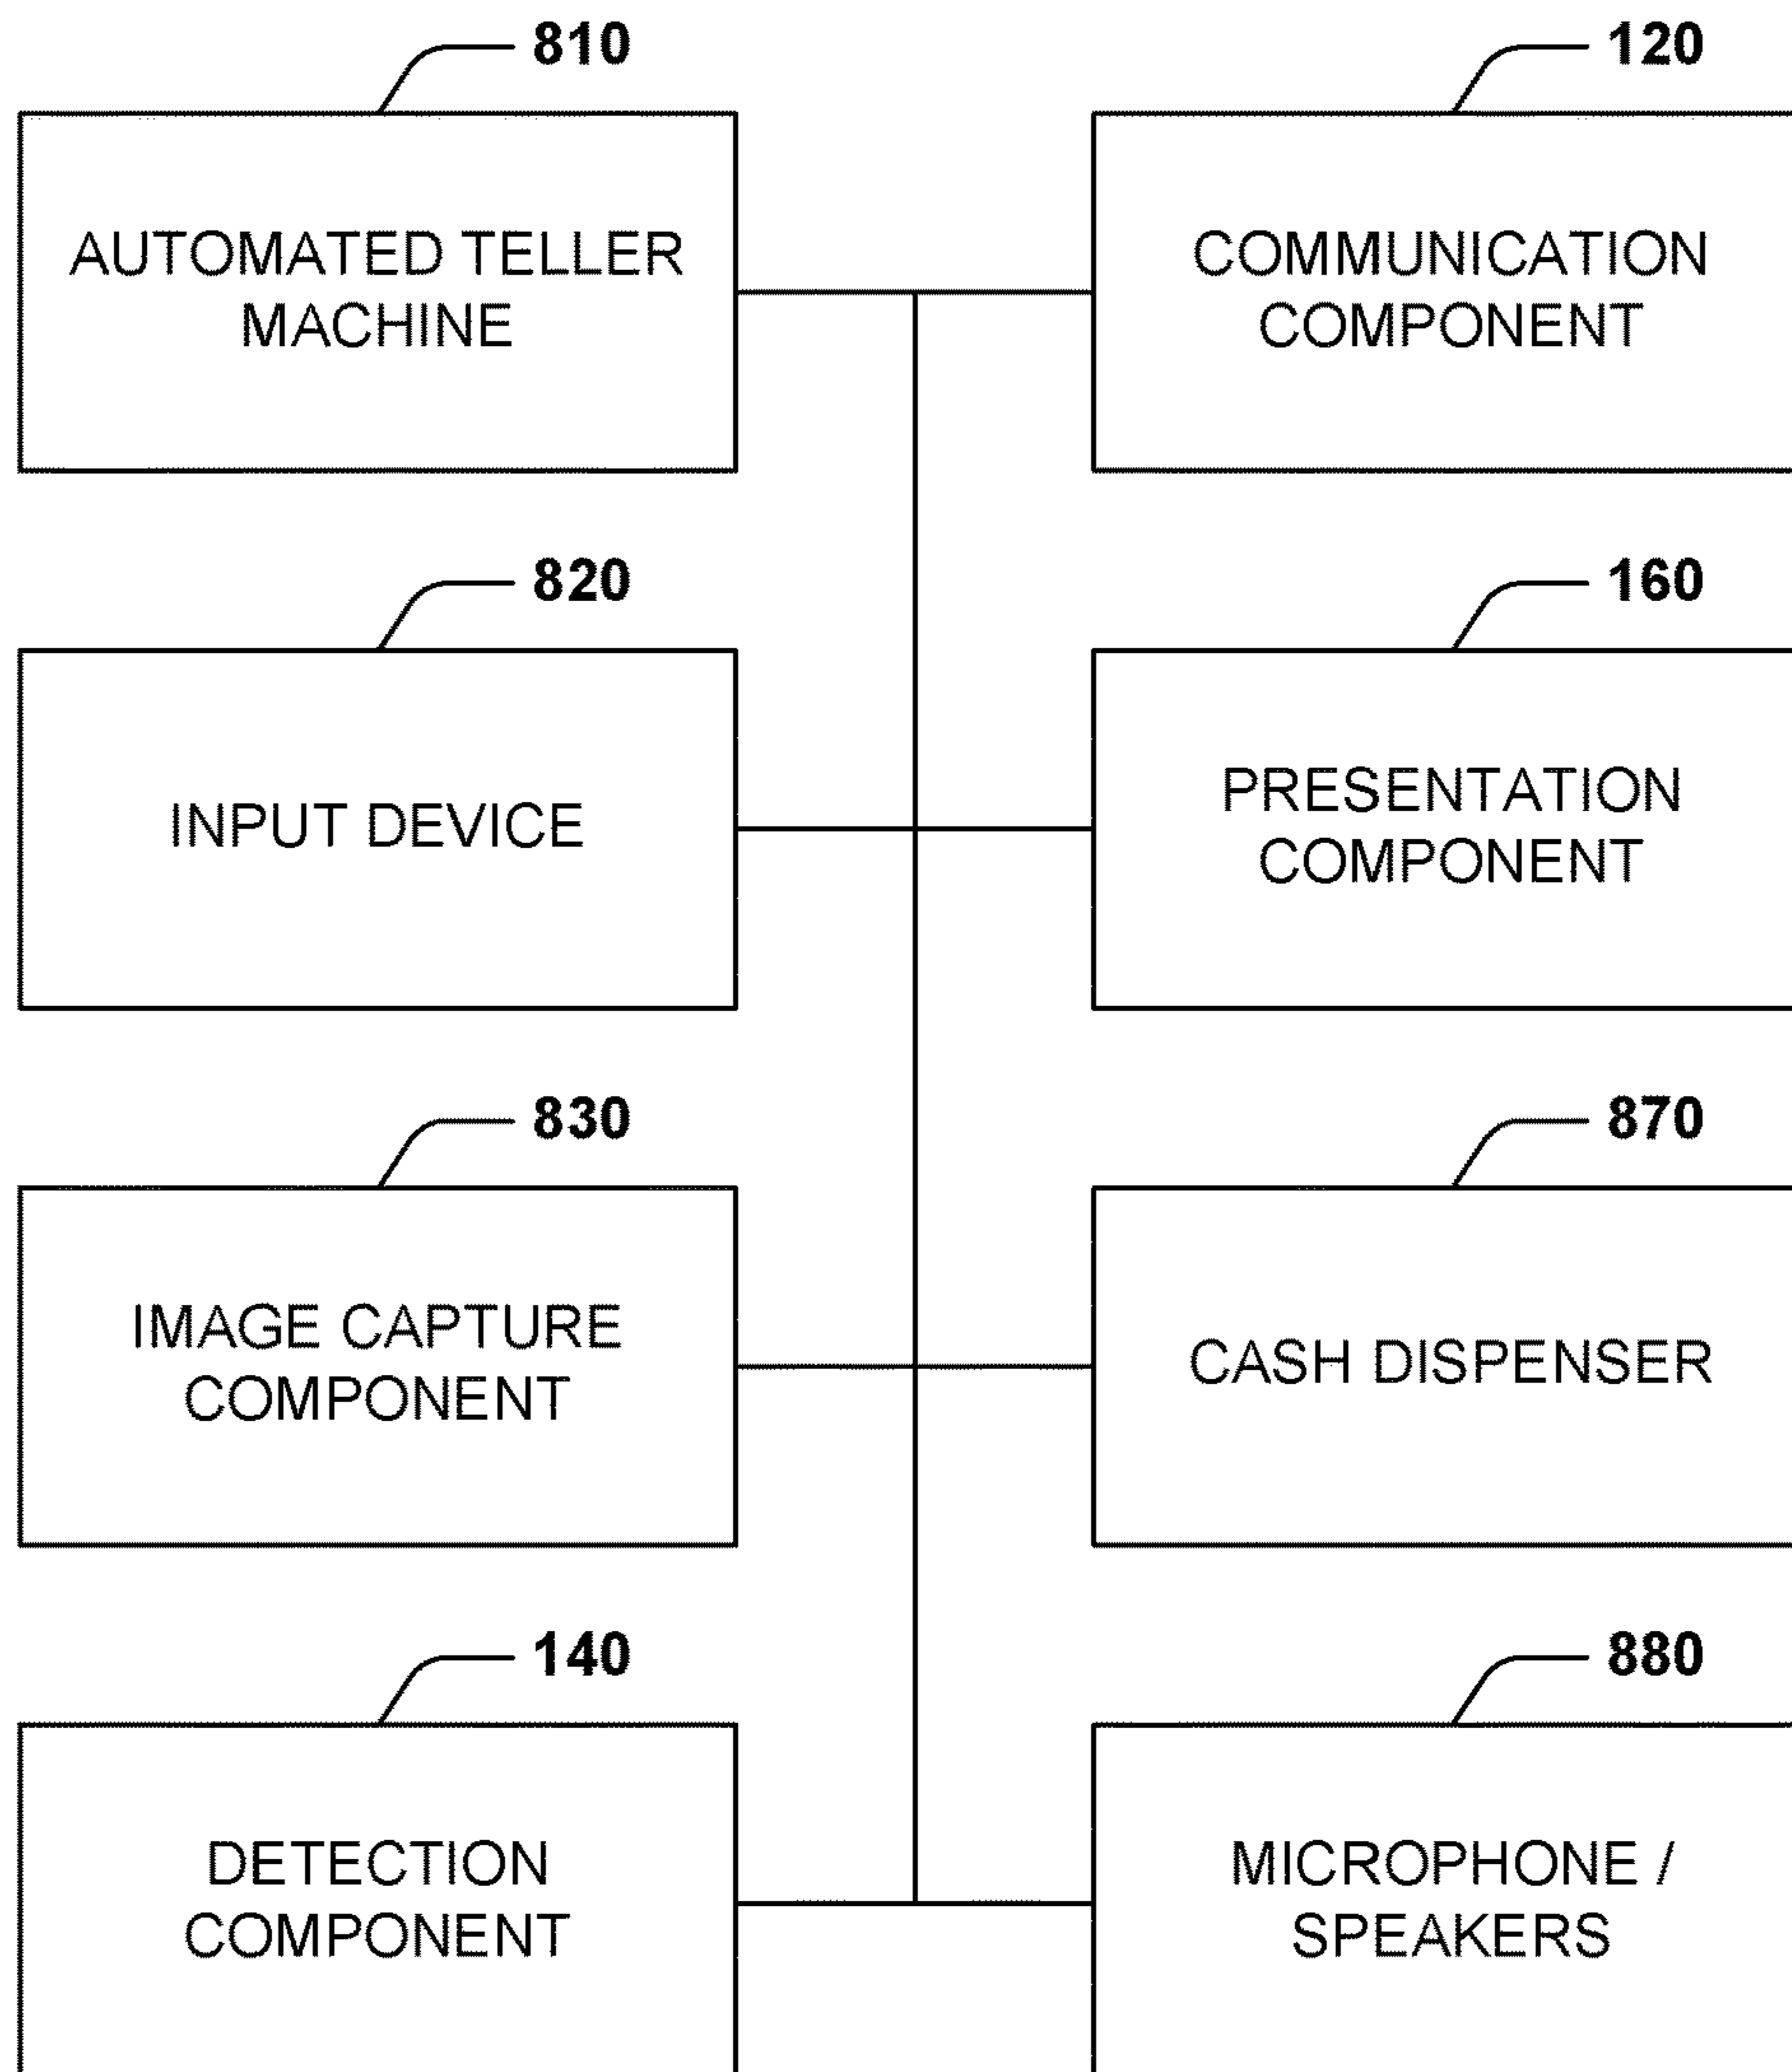 810
AUTOMATED TELLER
MACHINE
120
COMMUNICATION
COMPONENT
820
INPUT DEVICE
160
PRESENTATION
COMPONENT
830
IMAGE CAPTURE
COMPONENT
870
CASH DISPENSER
140
DETECTION
COMPONENT
880
MICROPHONE /
SPEAKERS